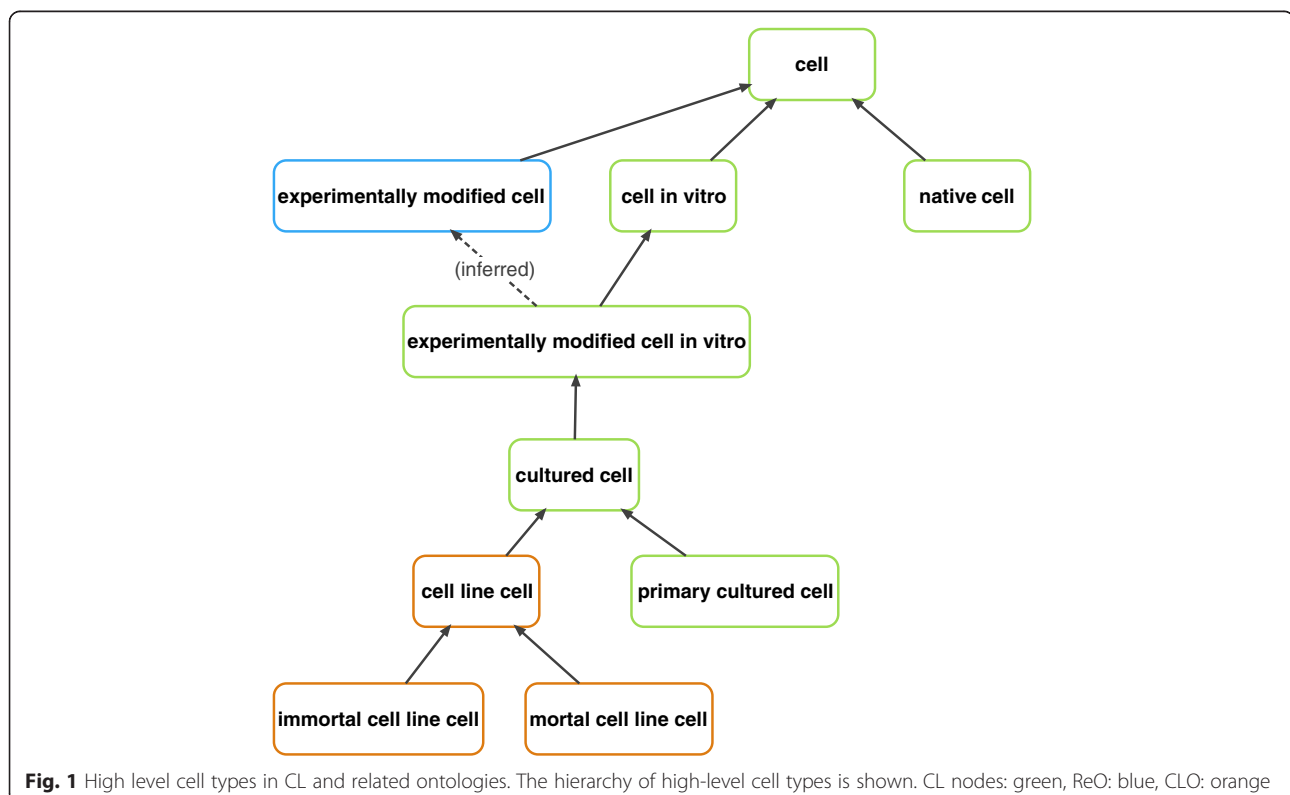 cell
experimentally modified cell
cell in vitro
native cell
(inferred)
experimentally modified cell in vitro
cultured cell
cell line cell
primary cultured cell
immortal cell line cell
mortal cell line cell
Fig. 1 High level cell types in CL and related ontologies. The hierarchy of high-level cell types is shown. CL nodes: green, ReO: blue, CLO: orange